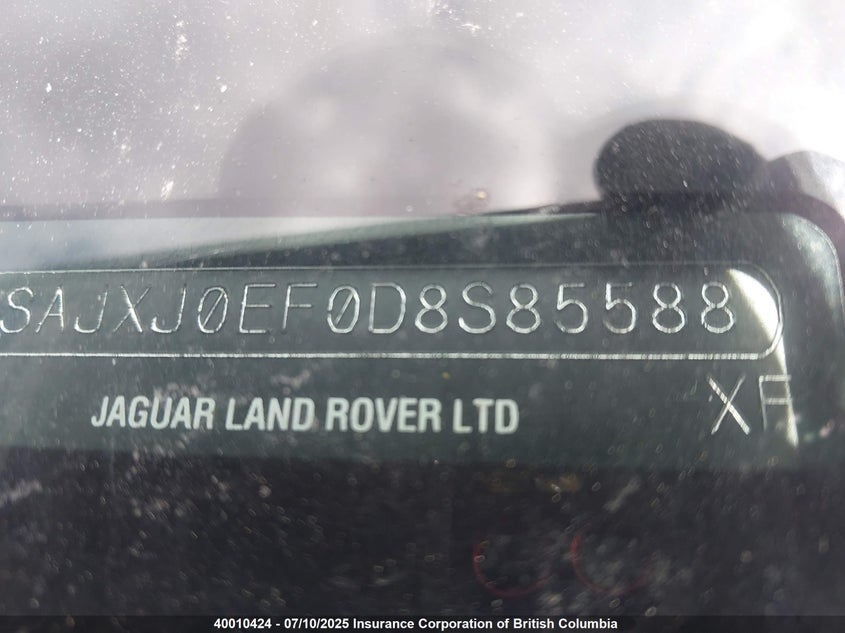 SAJXJ0EF0D8S85588
XF
JAGUAR LAND ROVER LTD
40010424 - 07/10/2025 Insurance Corporation of British Columbia